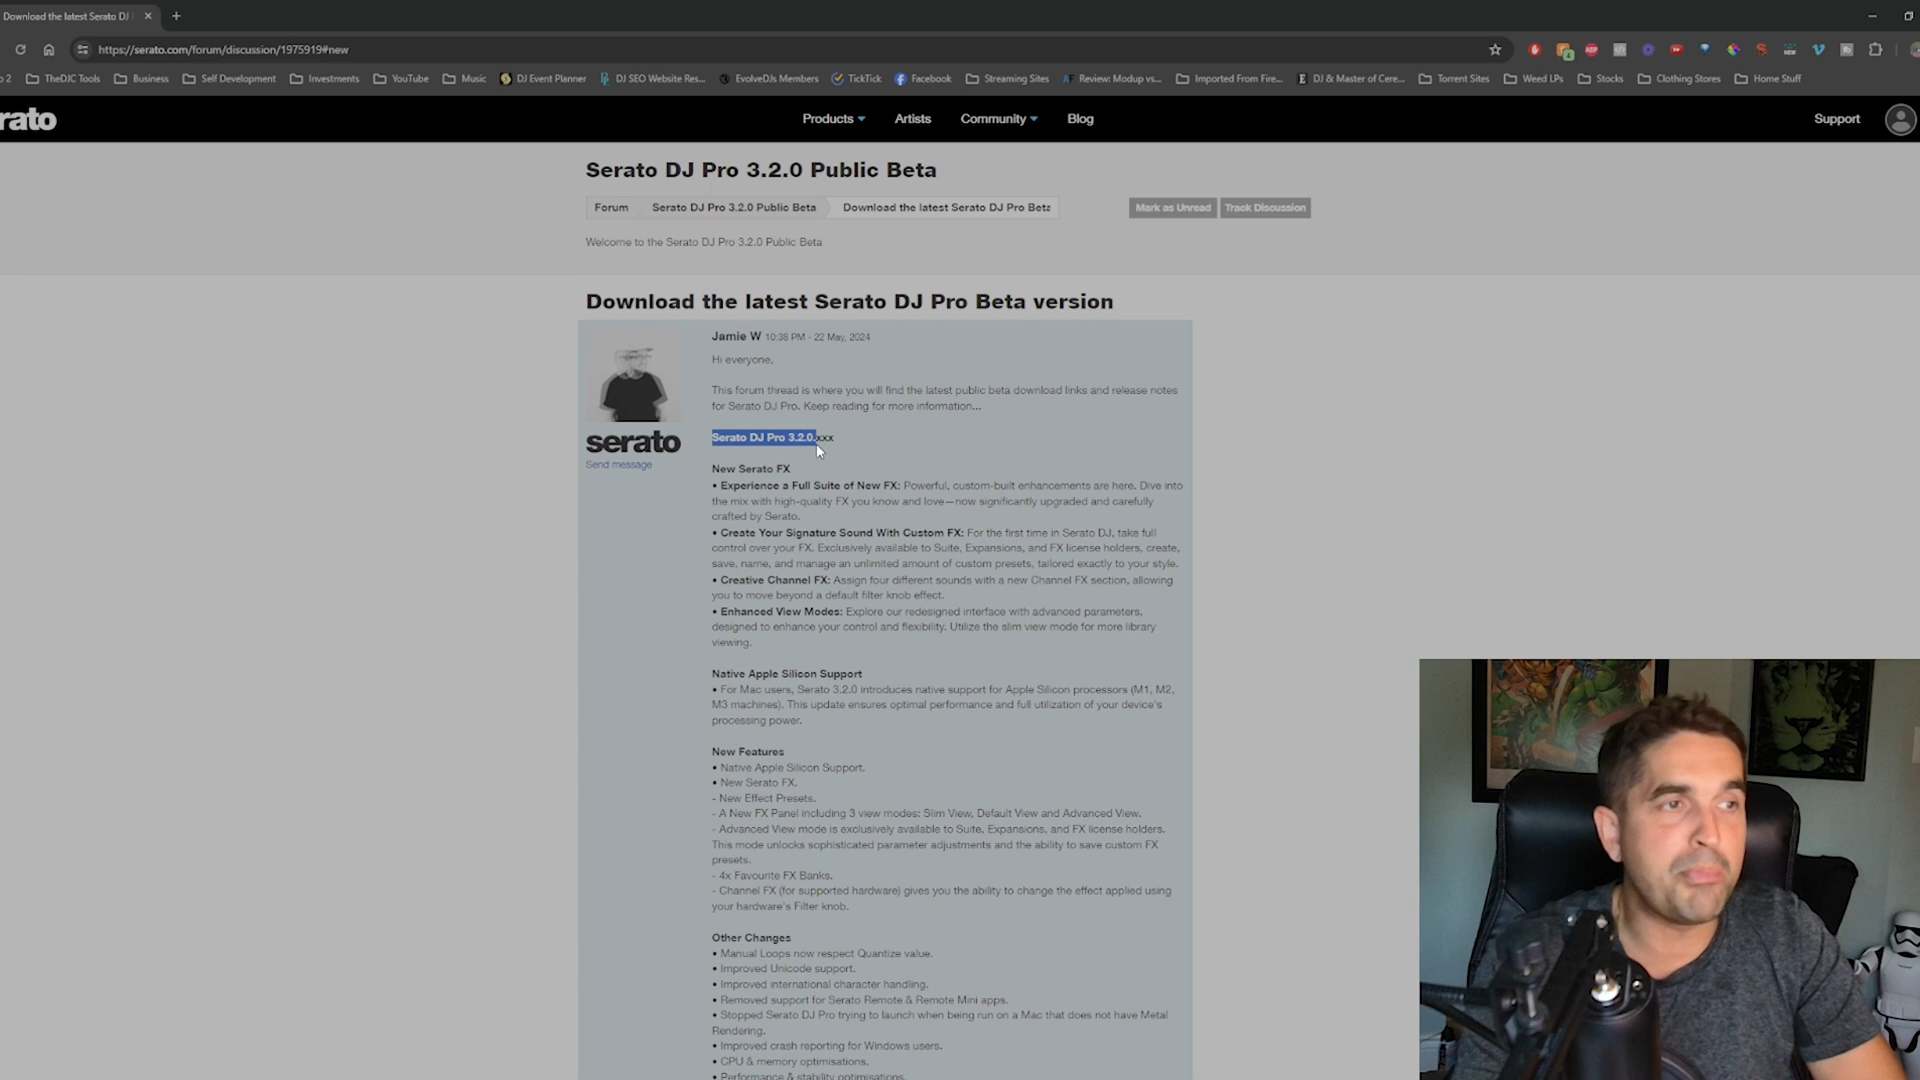 Download the latest Serato DJ
https://serato.com/forum/discussion/1975919#new
2
TheDJC Tools
Business
Self Development
Investments
YouTube
Music
DJ Event Planner
DJ SEO Website Res...
EvolveDJs Members
TickTick
Facebook
Streaming Sites
Review: Modup vs...
Imported From Fire...
DJ & Master of Cere...
Torrent Sites
Weed LPs
Stocks
Clothing Stores
Home Stuff
rato
Products
Artists
Community
Blog
Support
Serato DJ Pro 3.2.0 Public Beta
Forum
Serato DJ Pro 3.2.0 Public Beta
Download the latest Serato DJ Pro Beta
Mark as Unread
Track Discussion
Welcome to the Serato DJ Pro 3.2.0 Public Beta
Download the latest Serato DJ Pro Beta version
serato
Send message
Jamie W 10:38 PM - 22 May, 2024
Hi everyone,
This forum thread is where you will find the latest public beta download links and release notes
for Serato DJ Pro. Keep reading for more information...
Serato DJ Pro 3.2.0.xxx
New Serato FX
• Experience a Full Suite of New FX: Powerful, custom-built enhancements are here. Dive into
the mix with high-quality FX you know and love—now significantly upgraded and carefully
crafted by Serato.
• Create Your Signature Sound With Custom FX: For the first time in Serato DJ, take full
control over your FX. Exclusively available to Suite, Expansions, and FX license holders, create,
save, name, and manage an unlimited amount of custom presets, tailored exactly to your style.
• Creative Channel FX: Assign four different sounds with a new Channel FX section, allowing
you to move beyond a default filter knob effect.
• Enhanced View Modes: Explore our redesigned interface with advanced parameters,
designed to enhance your control and flexibility. Utilize the slim view mode for more library
viewing.
Native Apple Silicon Support
• For Mac users, Serato 3.2.0 introduces native support for Apple Silicon processors (M1, M2,
M3 machines). This update ensures optimal performance and full utilization of your device's
processing power.
New Features
• Native Apple Silicon Support.
• New Serato FX.
- New Effect Presets.
- A New FX Panel including 3 view modes: Slim View, Default View and Advanced View.
- Advanced View mode is exclusively available to Suite, Expansions, and FX license holders.
This mode unlocks sophisticated parameter adjustments and the ability to save custom FX
presets.
- 4x Favourite FX Banks.
- Channel FX (for supported hardware) gives you the ability to change the effect applied using
your hardware's Filter knob.
Other Changes
• Manual Loops now respect Quantize value.
• Improved Unicode support.
• Improved international character handling.
• Removed support for Serato Remote & Remote Mini apps.
• Stopped Serato DJ Pro trying to launch when being run on a Mac that does not have Metal
Rendering.
• Improved crash reporting for Windows users.
• CPU & memory optimisations.
• Performance & stability optimisations.